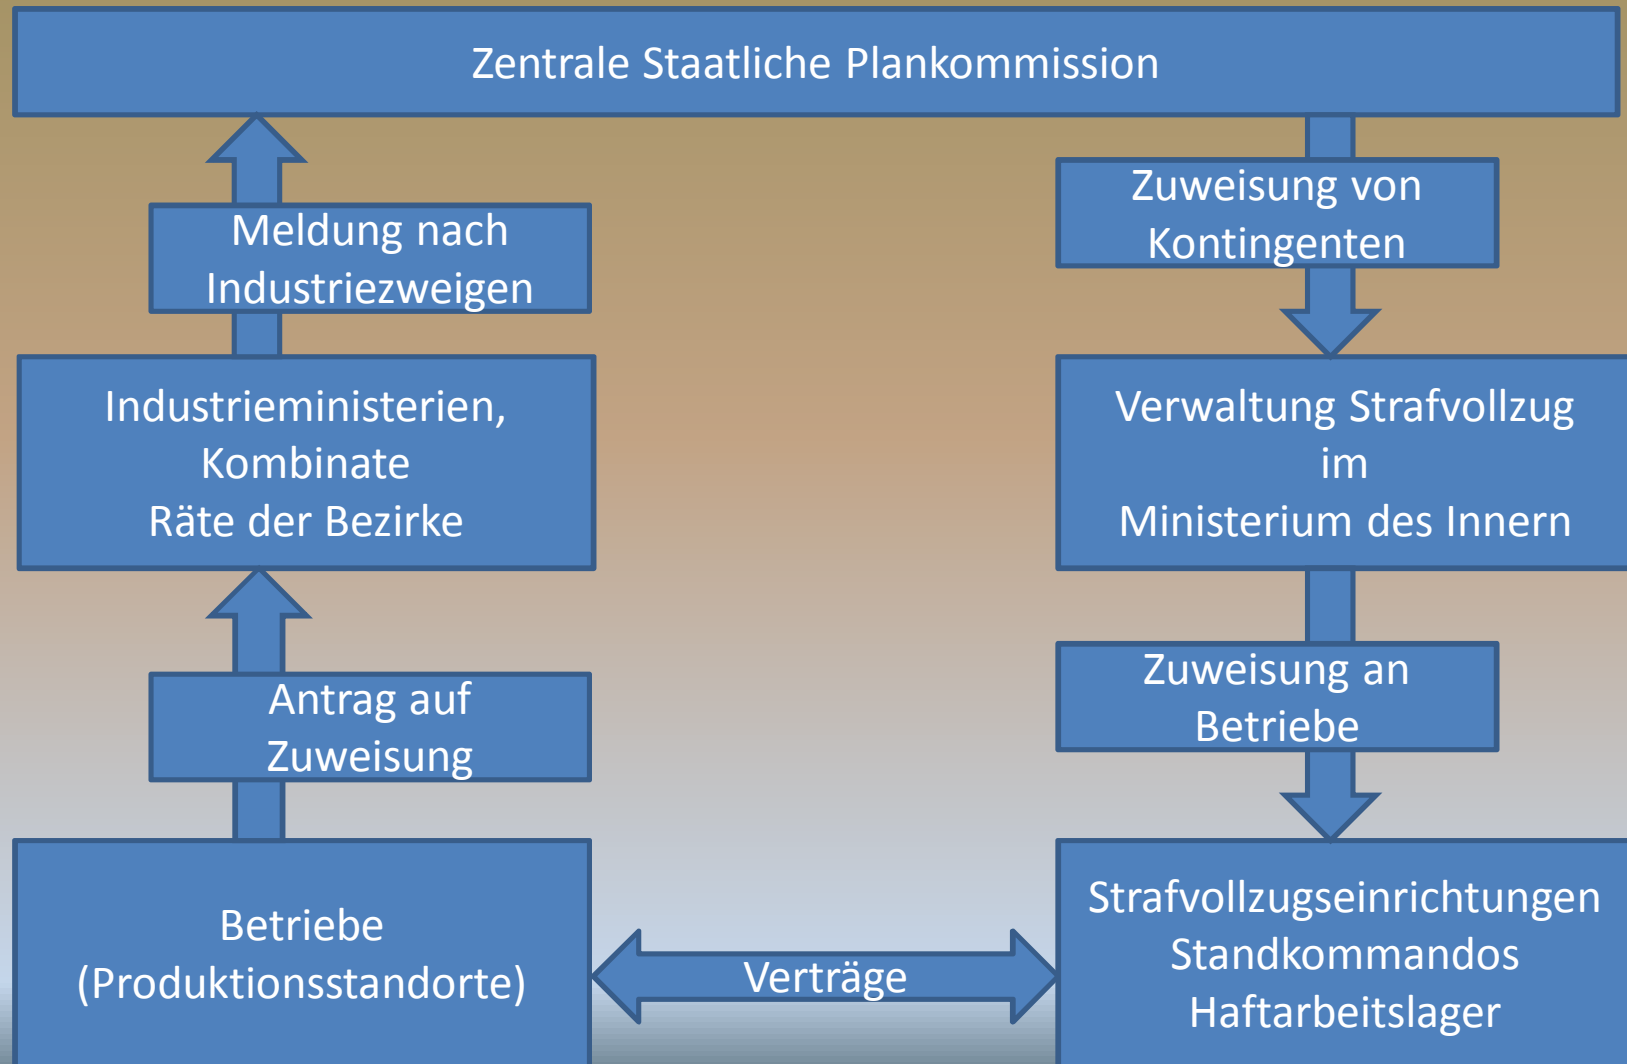 Zentrale Staatliche Plankommission
Meldung nach
Industriezweigen
Zuweisung von
Kontingenten
Industrieministerien,
Kombinate
Räte der Bezirke
Verwaltung Strafvollzug
im
Ministerium des Innern
Antrag auf
Zuweisung
Zuweisung an
Betriebe
Betriebe
(Produktionsstandorte)
Verträge
Strafvollzugseinrichtungen
Standkommandos
Haftarbeitslager